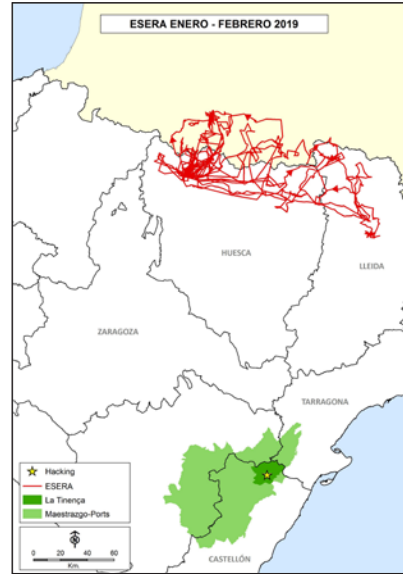 ESERA ENERO - FEBRERO 2019
HUESCA
LLEIDA
ZARAGOZA
TARRAGONA
Hacking
ESERA
La Tinença
Maestrazgo-Ports
N
0 20 40 60
Km.
CASTELLÓN